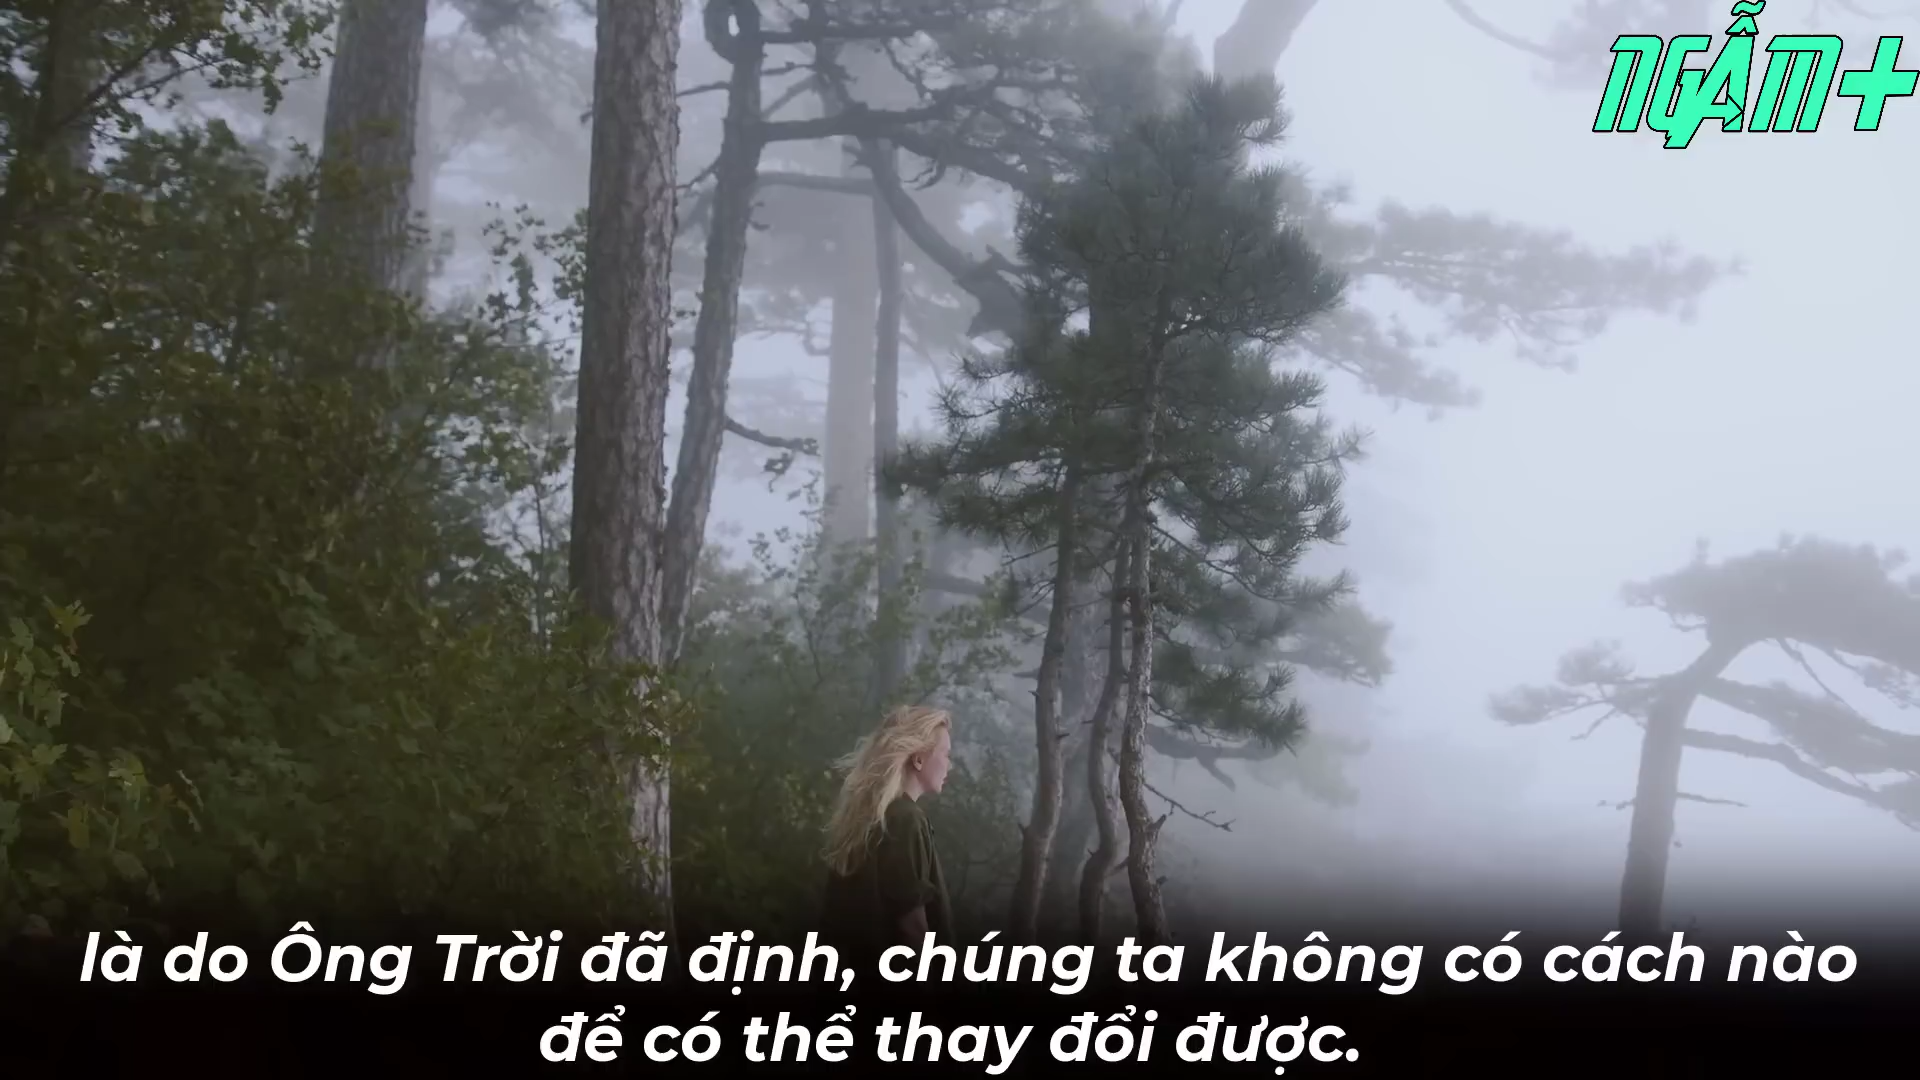 NGẪM+
là do Ông Trời đã định, chúng ta không có cách nào
để có thể thay đổi được.